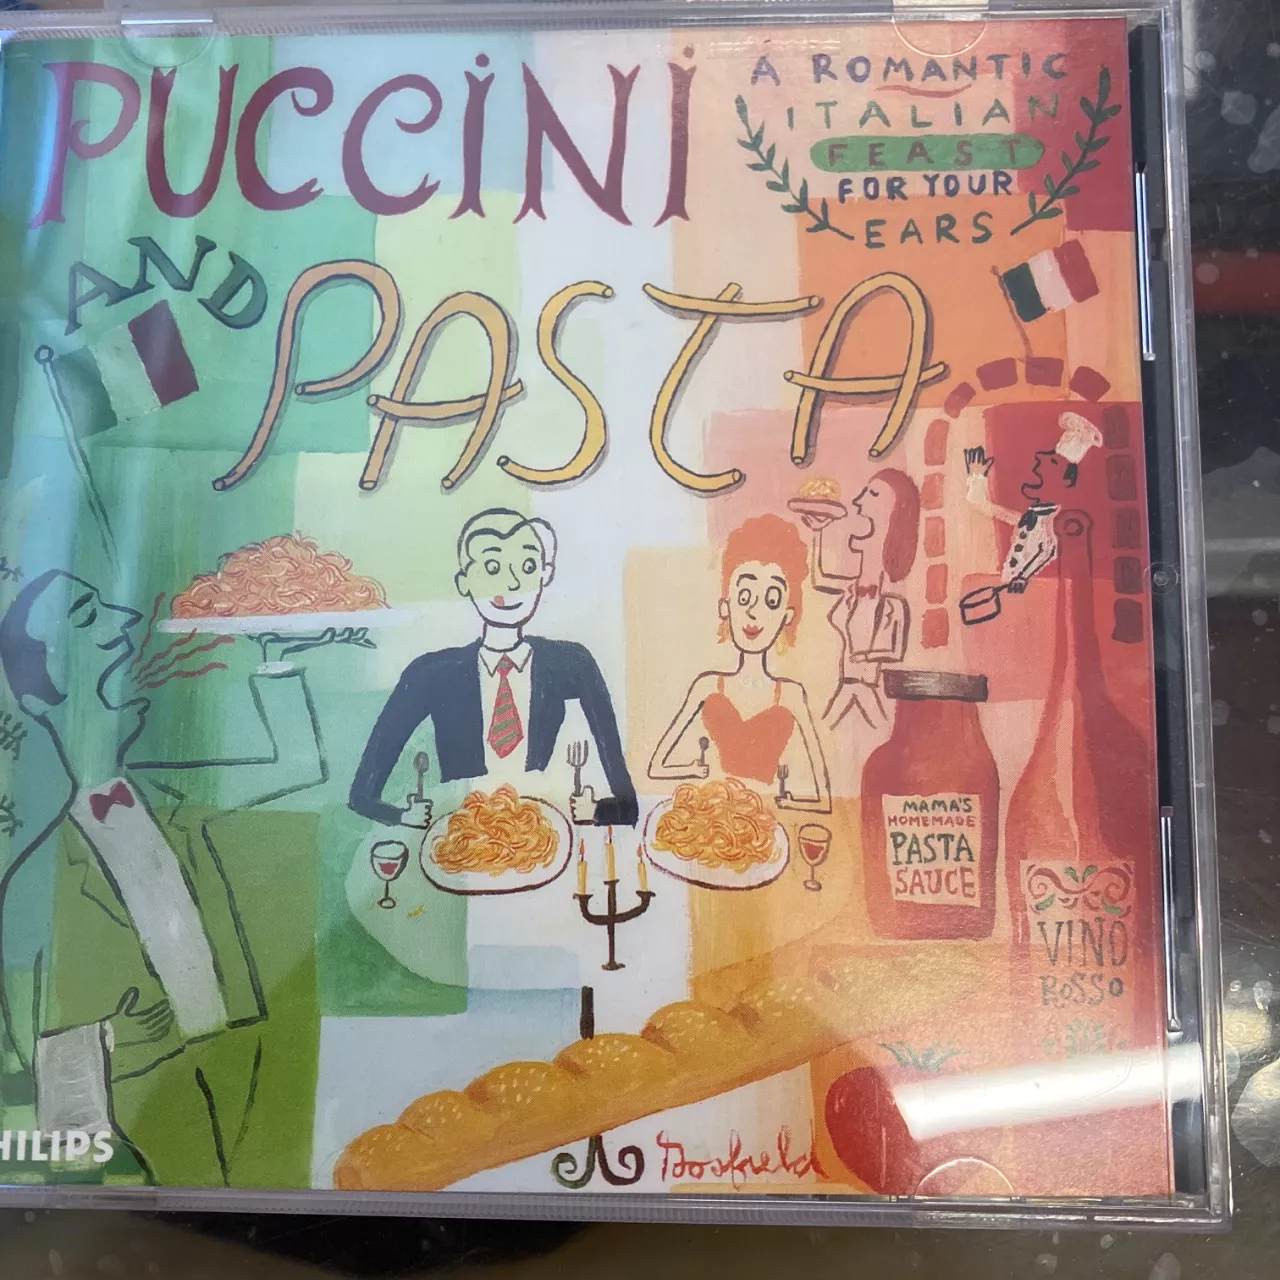 PUCCINI
AND
PASTA
A ROMANTIC
ITALIAN
FEAST
FOR YOUR
EARS
MAMA'S
HOMEMADE
PASTA
SAUCE
VINO
ROSSO
HILIPS